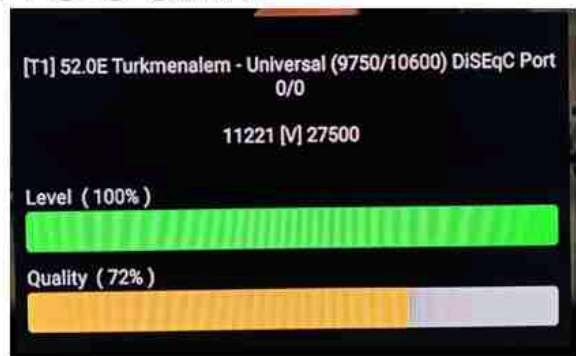 [T1] 52.0E Turkmenalem - Universal (9750/10600) DiSEqC Port
0/0
11221 [V] 27500
Level ( 100% )
Quality ( 72% )